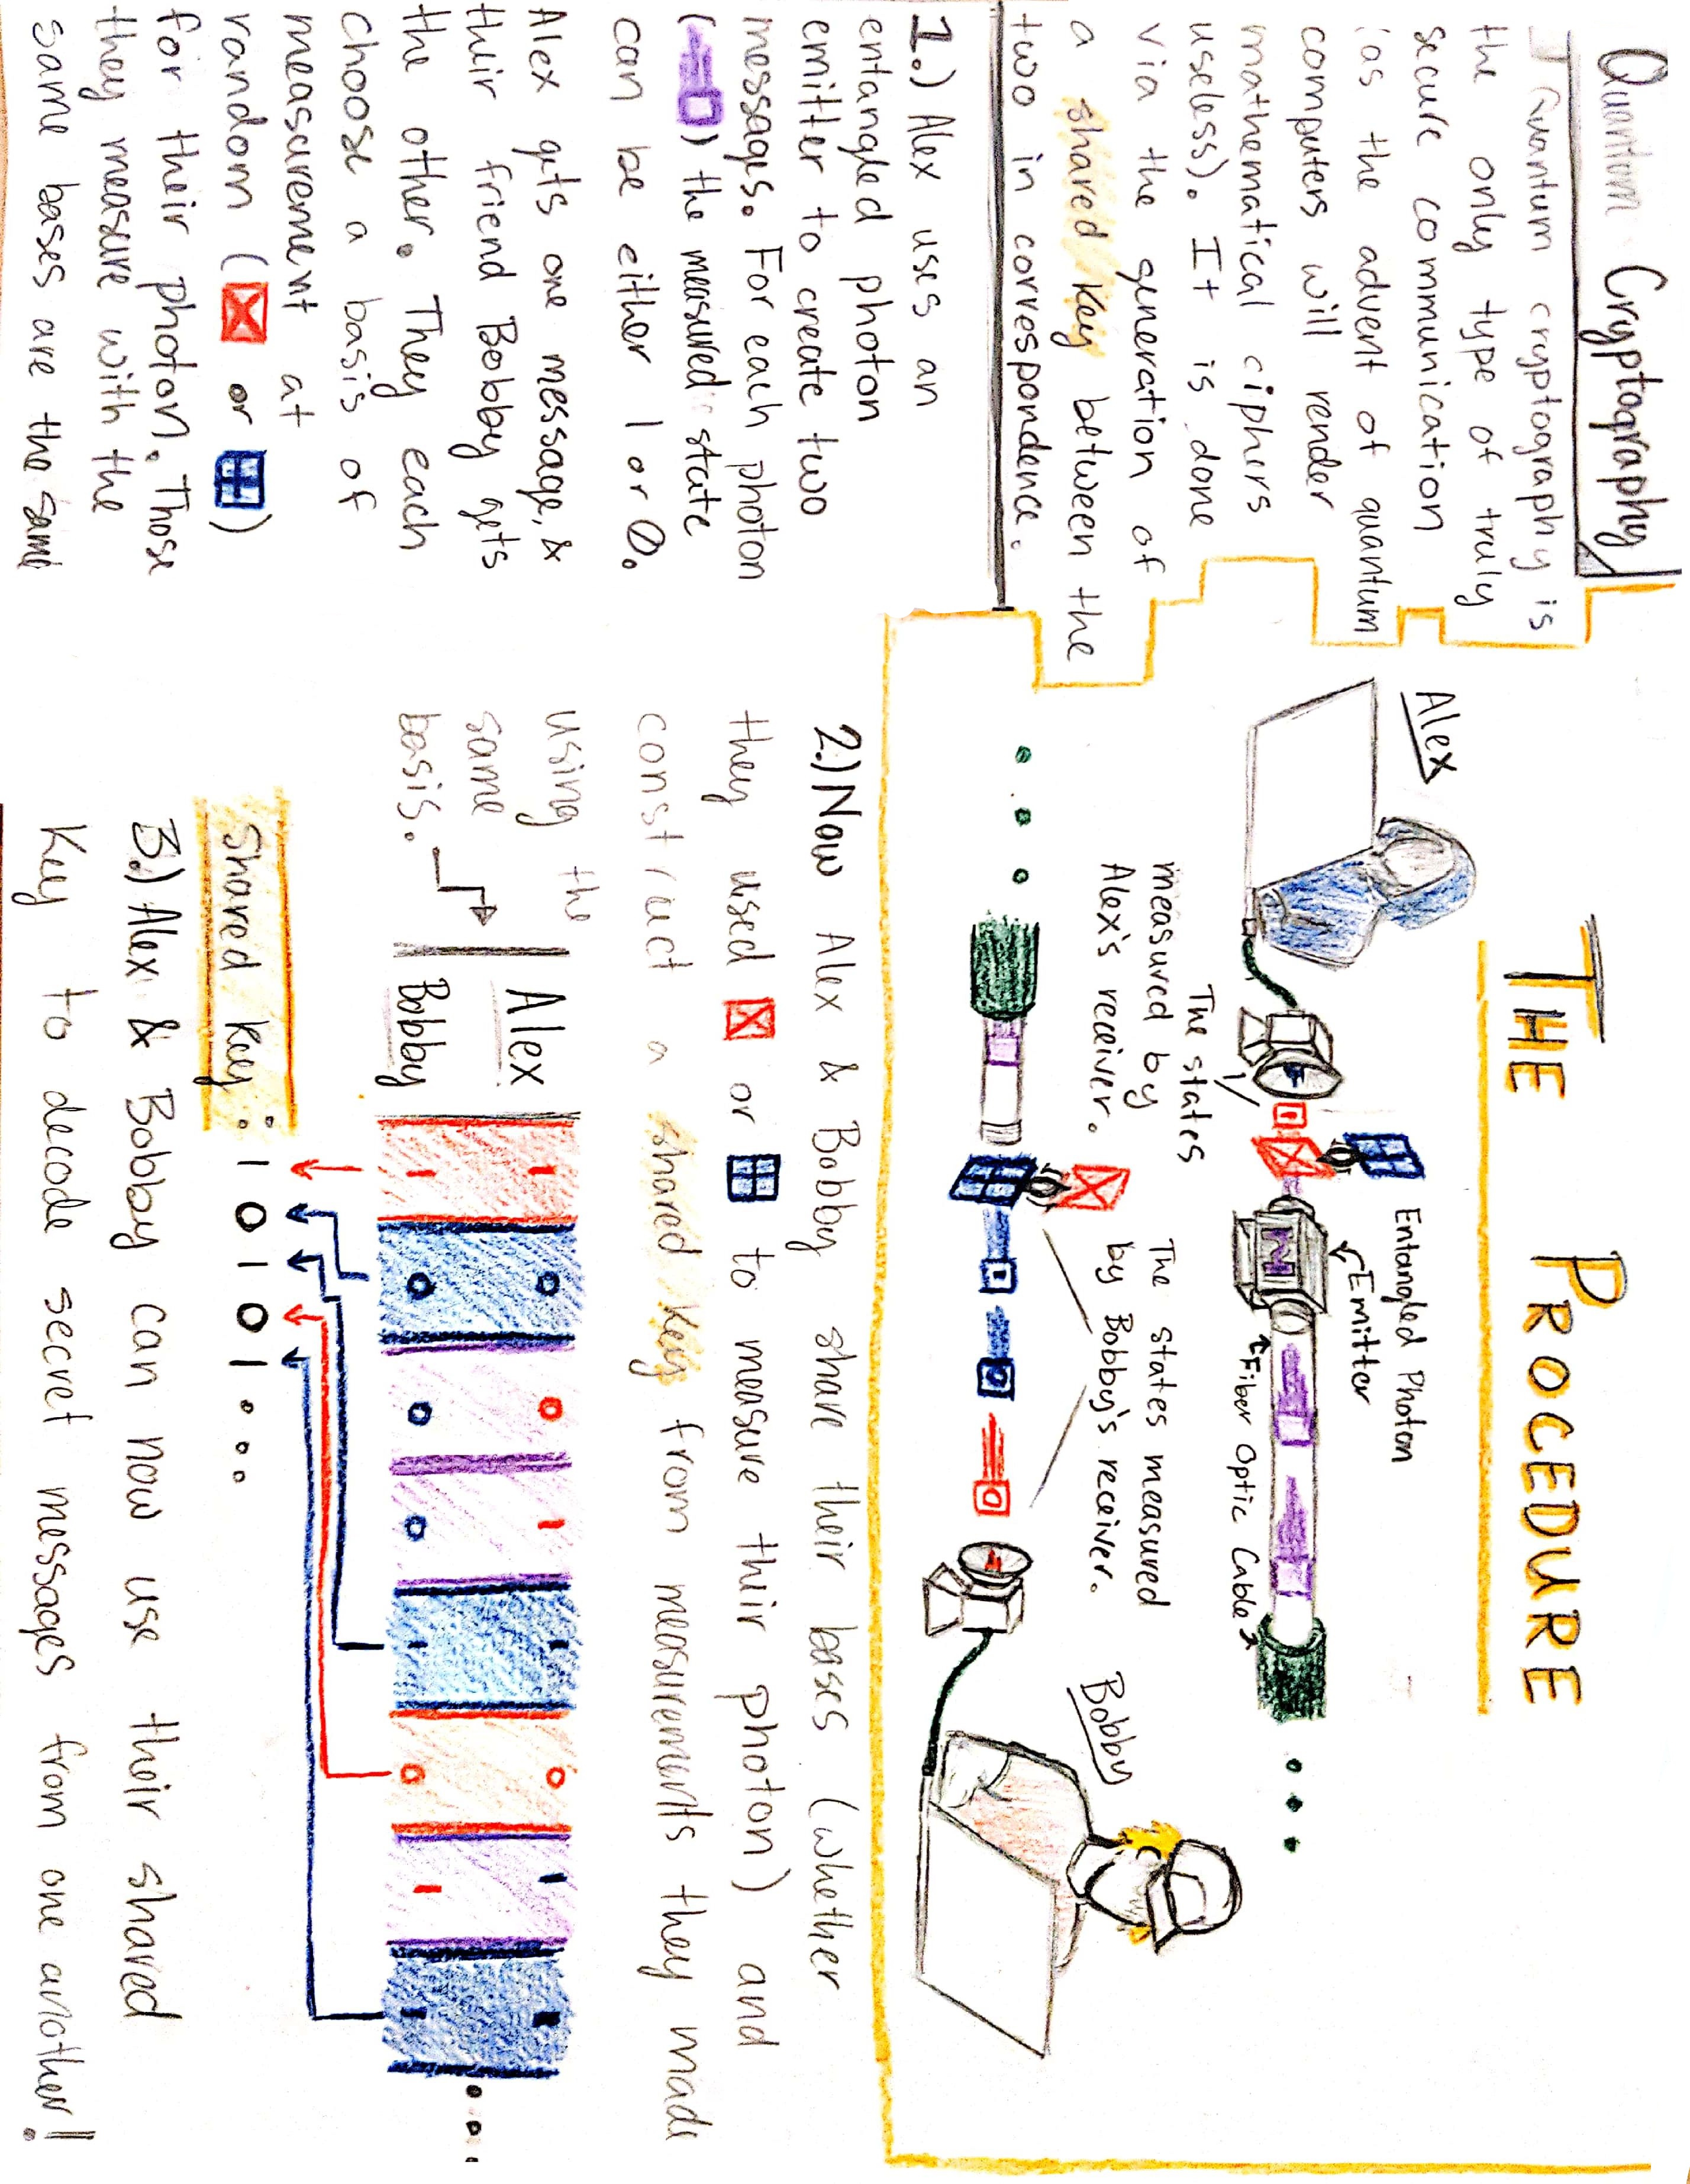 Quantum Cryptography
Quantum cryptography is
the only type of truly
secure communication
(as the advent of quantum
computers will render
mathematical ciphers
useless). It is done
via the generation of
a shared key between the
two in correspondence.
THE PROCEDURE
Alex
Entangled Photon
Emitter
Fiber Optic Cable
The states
measured by
Alex's receiver.
The states measured
by Bobby's receiver.
Bobby
1.) Alex uses an
entangled photon
emitter to create two
messages. For each photon
( ) the measured state
can be either 1 or 0.
Alex gets one message, &
their friend Bobby gets
the other. They each
choose a basis of
measurement at
random ( or )
for their photon. Those
they measure with the
same bases are the same
2.) Now Alex & Bobby share their bases (whether
they used or to measure their photon) and
construct a shared key from measurements they made
using the
same
basis.
Alex 1 0 0 1 1 0 1 1 ...
Bobby 1 0 0 0 1 0 1 1
Shared Key: 1 0 1 0 1 ...
3.) Alex & Bobby can now use their shared
key to decode secret messages from one another!